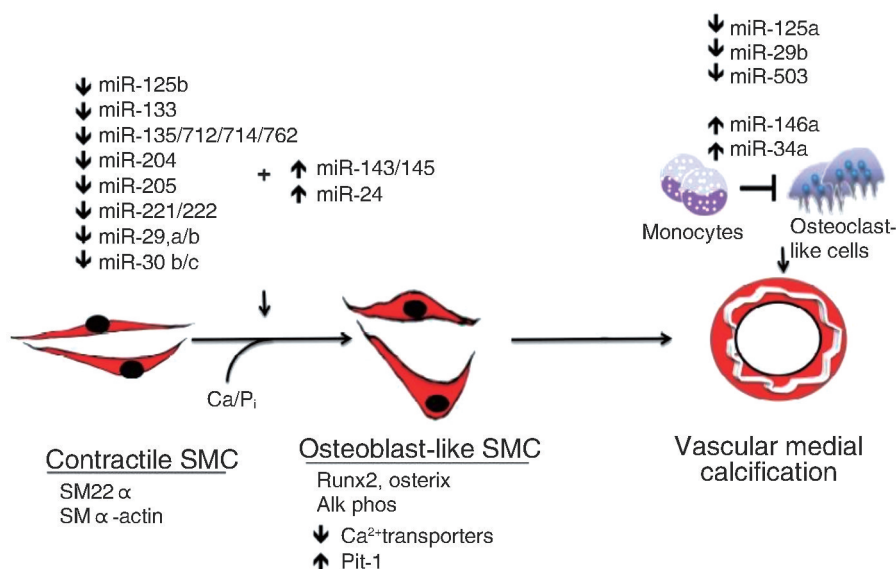 ↓ miR-125b
↓ miR-133
↓ miR-135/712/714/762
↓ miR-204
↓ miR-205
↓ miR-221/222
↓ miR-29,a/b
↓ miR-30 b/c
+
↑ miR-143/145
↑ miR-24
↓ miR-125a
↓ miR-29b
↓ miR-503
↑ miR-146a
↑ miR-34a
Monocytes
Osteoclast-
like cells
Ca/Pᵢ
Contractile SMC
SM22 α
SM α-actin
Osteoblast-like SMC
Runx2, osterix
Alk phos
↓ Ca²⁺transporters
↑ Pit-1
Vascular medial
calcification